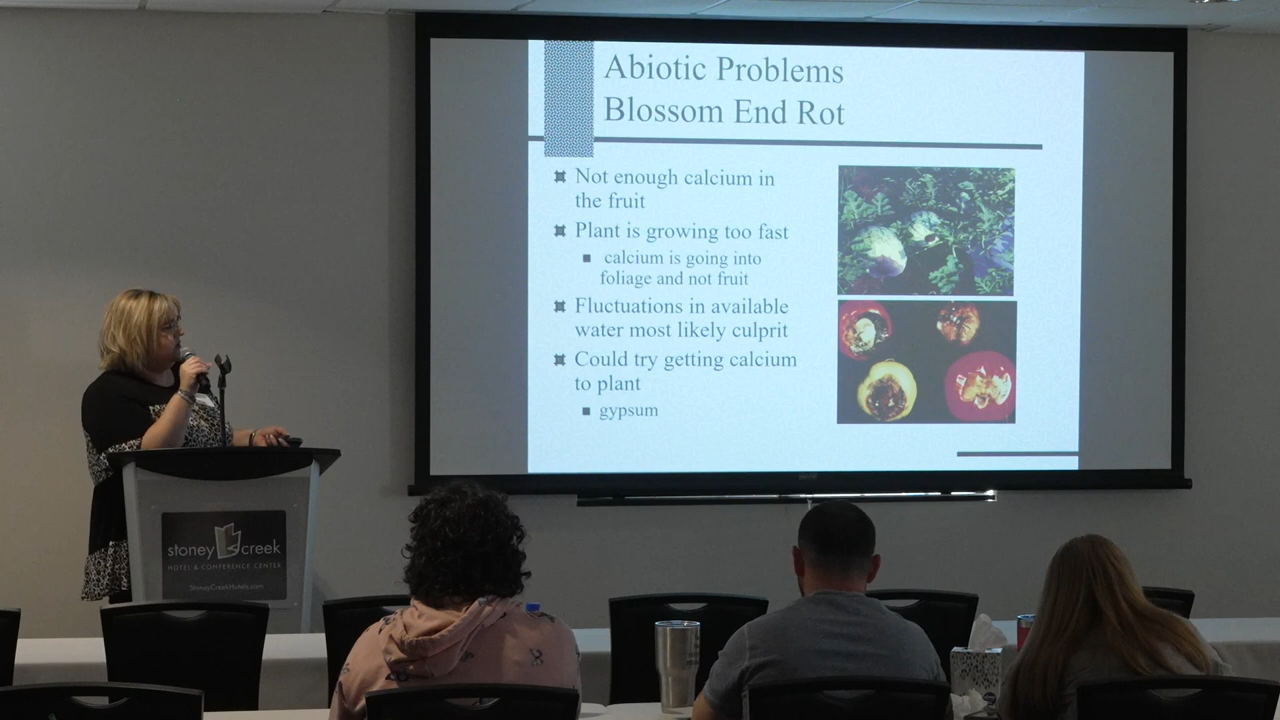 Abiotic Problems
Blossom End Rot
Not enough calcium in
the fruit
Plant is growing too fast
calcium is going into
foliage and not fruit
Fluctuations in available
water most likely culprit
Could try getting calcium
to plant
gypsum
stoney creek
HOTEL & CONFERENCE CENTER
StoneyCreekHotels.com